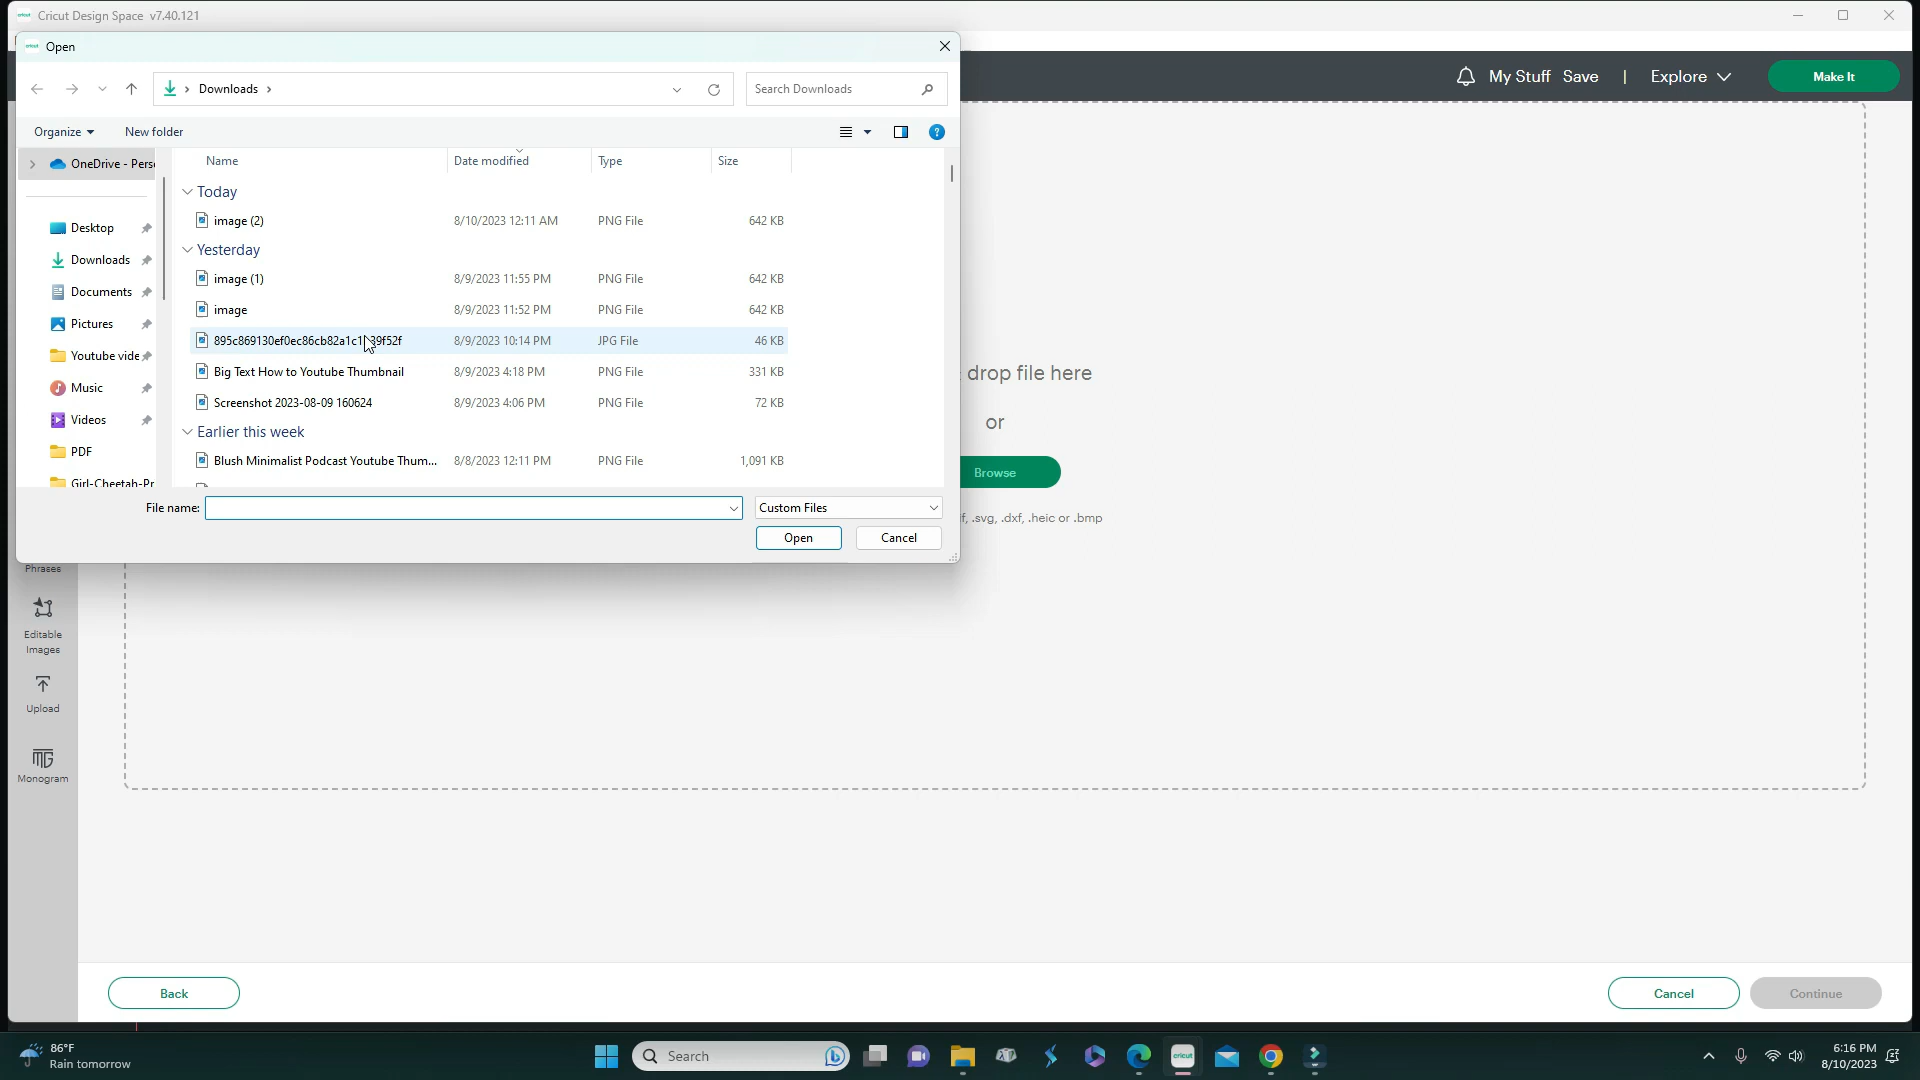 cricut Cricut Design Space v7.40.121
cricut Open
My Stuff Save | Explore Make It
Downloads
Search Downloads
Organize New folder
Name Date modified Type Size
OneDrive - Perso
Desktop
Downloads
Documents
Pictures
Youtube vide
Music
Videos
PDF
Girl-Cheetah-Pr
Today
image (2) 8/10/2023 12:11 AM PNG File 642 KB
Yesterday
image (1) 8/9/2023 11:55 PM PNG File 642 KB
image 8/9/2023 11:52 PM PNG File 642 KB
8/9/2023 10:14 PM JPG File 46 KB
Big Text How to Youtube Thumbnail 8/9/2023 4:18 PM PNG File 331 KB
Screenshot 2023-08-09 160624 8/9/2023 4:06 PM PNG File 72 KB
Earlier this week
Blush Minimalist Podcast Youtube Thum... 8/8/2023 12:11 PM PNG File 1,091 KB
File name: Custom Files
Open Cancel
drop file here
or
Browse
.svg, .dxf, .heic or .bmp
Phrases
Editable
Images
Upload
MG
Monogram
Back
Cancel
Continue
86°F
Rain tomorrow
Search
cricut
6:16 PM
8/10/2023